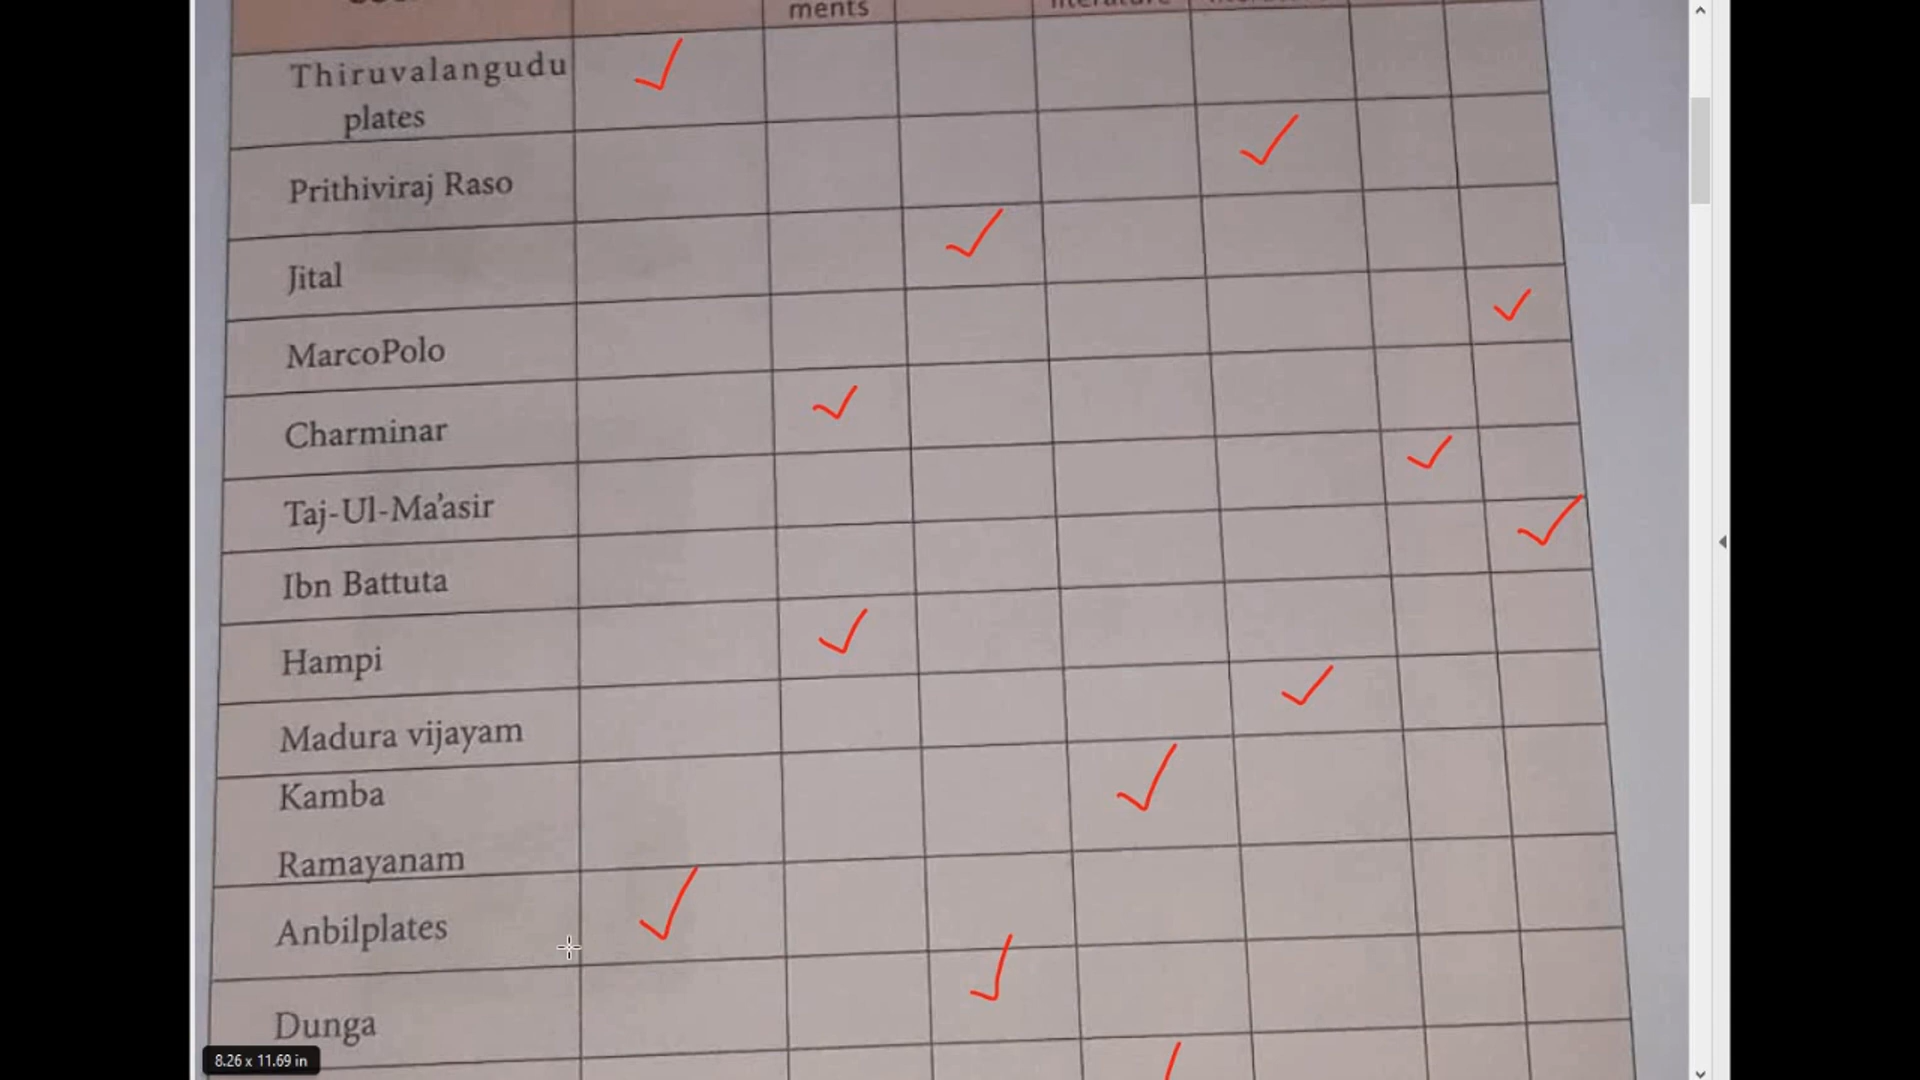 ments
literature
Thiruvalangudu
plates
Prithiviraj Raso
Jital
MarcoPolo
Charminar
Taj-Ul-Ma'asir
Ibn Battuta
Hampi
Madura vijayam
Kamba
Ramayanam
Anbilplates
Dunga
8.26 x 11.69 in